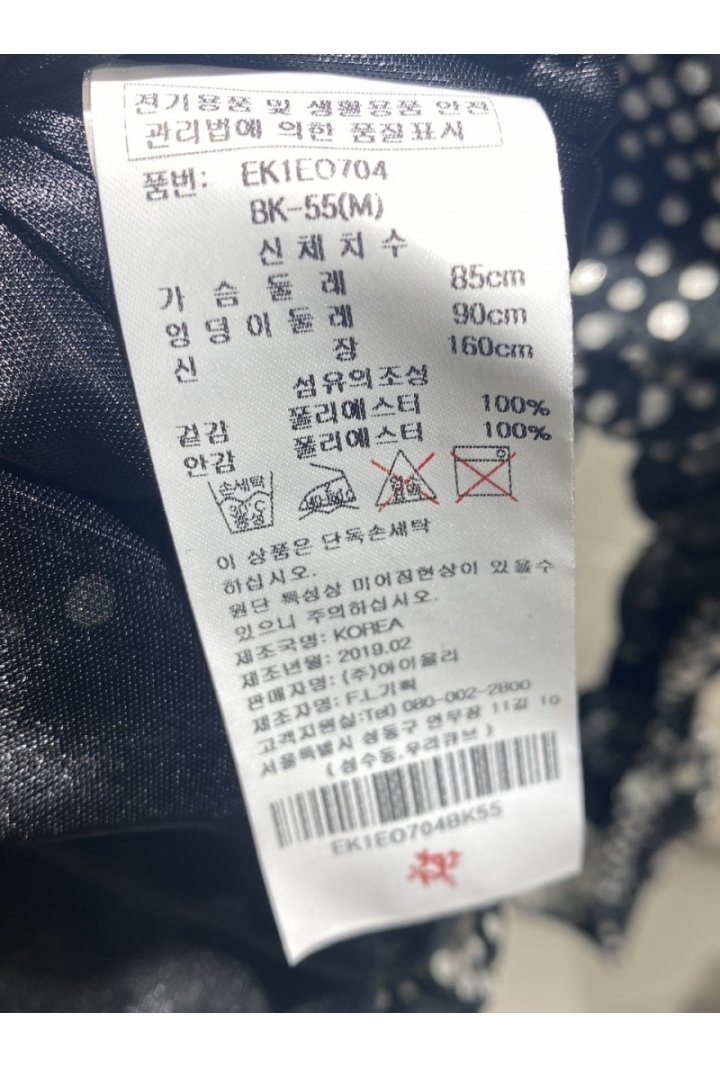 전기용품 및 생활용품 안전
관리법에 의한 품질표시
품번: EK1EO704
BK-55(M)
신체치수
가슴둘레 85cm
엉덩이둘레 90cm
신장 160cm
섬유의조성
겉감 폴리에스터 100%
안감 폴리에스터 100%
손세탁
중성
이 상품은 단독손세탁
하십시오.
원단 특성상 미어짐현상이 있을수
있으니 주의하십시오.
제조국명: KOREA
제조년월: 2019.02
판매자명: (주)아이올리
제조자명: F.L기획
고객지원실:Tel) 080-002-2800
서울특별시 성동구 연무장 11길 10
(성수동,우리큐브)
EK1EO704BK55